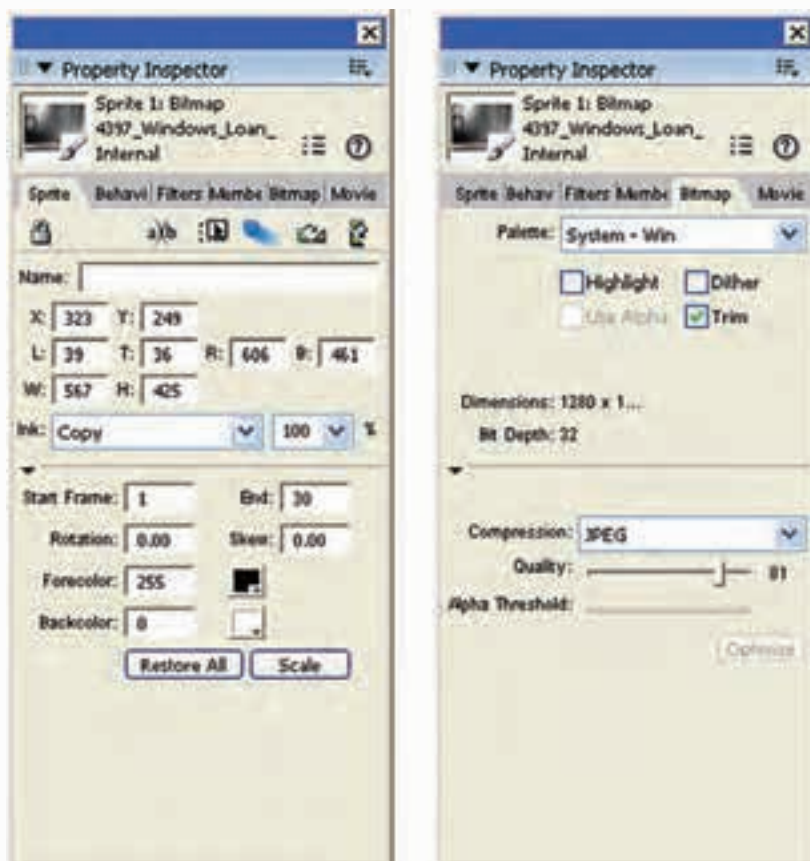 Property Inspector
Sprite 1: Bitmap
4397_Windows_Loan_
Internal
Sprite Behavi Filters Membe Bitmap Movie
a)(b
Name:
X: 323 Y: 249
L: 39 T: 36 R: 606 B: 461
W: 567 H: 425
Ink: Copy 100 %
Start Frame: 1 End: 30
Rotation: 0.00 Skew: 0.00
Forecolor: 255
Backcolor: 0
Restore All Scale
Property Inspector
Sprite 1: Bitmap
4397_Windows_Loan_
Internal
Sprite Behav Filters Membe Bitmap Movie
Palette: System - Win
Highlight Dither
Use Alpha Trim
Dimensions: 1280 x 1...
Bit Depth: 32
Compression: JPEG
Quality: 81
Alpha Threshold:
Optimize